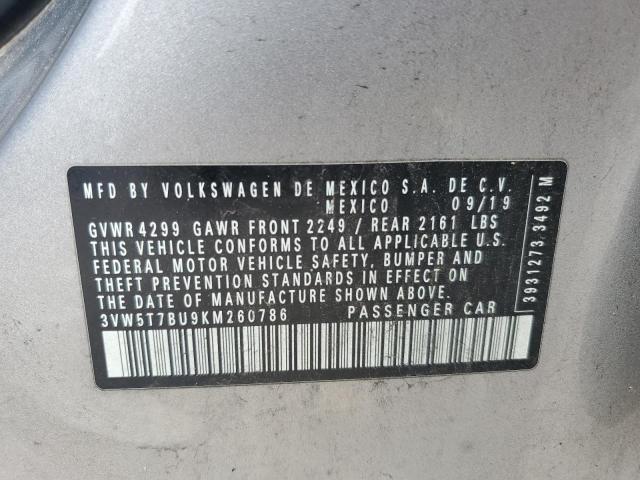 MFD BY VOLKSWAGEN DE MEXICO S.A. DE C.V.
MEXICO 09/19
GVWR 4299 GAWR FRONT 2249 / REAR 2161 LBS
THIS VEHICLE CONFORMS TO ALL APPLICABLE U.S.
FEDERAL MOTOR VEHICLE SAFETY, BUMPER AND
THEFT PREVENTION STANDARDS IN EFFECT ON
THE DATE OF MANUFACTURE SHOWN ABOVE.
3VW5T7BU9KM260786 PASSENGER CAR
3931273.3492 M